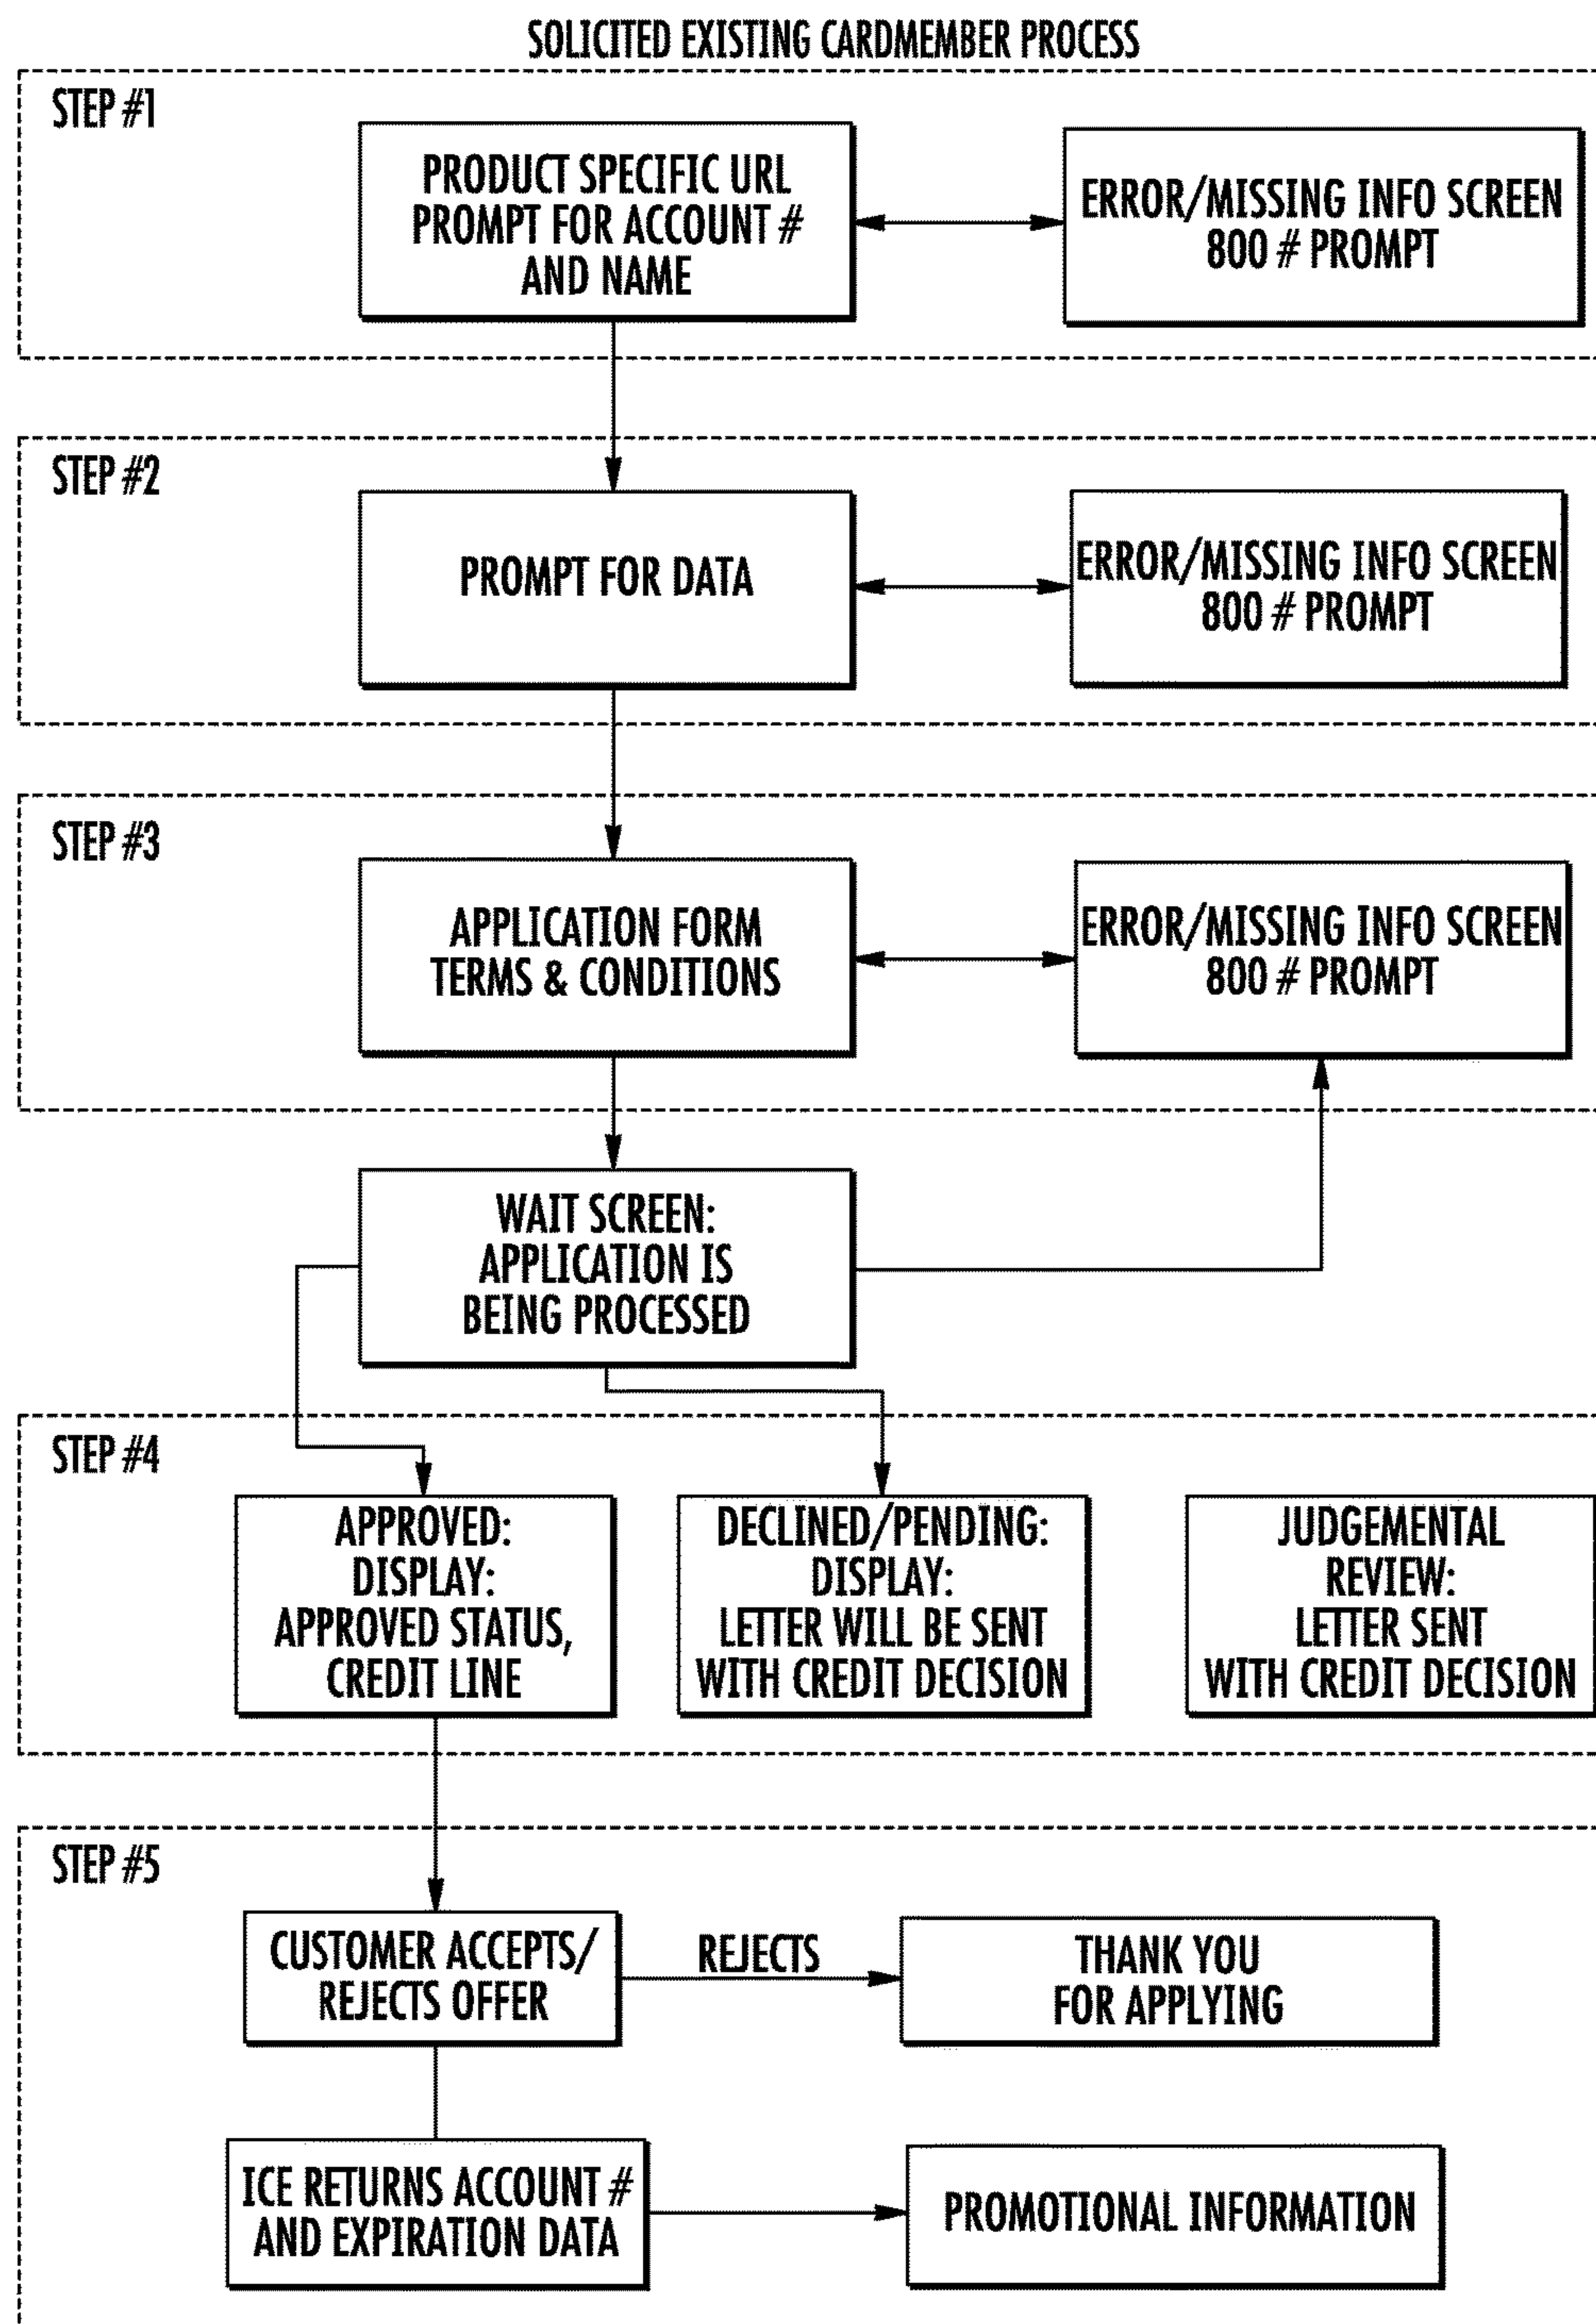 SOLICITED EXISTING CARDMEMBER PROCESS
STEP #1
PRODUCT SPECIFIC URL
PROMPT FOR ACCOUNT #
AND NAME
ERROR/MISSING INFO SCREEN
800 # PROMPT
STEP #2
PROMPT FOR DATA
ERROR/MISSING INFO SCREEN
800 # PROMPT
STEP #3
APPLICATION FORM
TERMS & CONDITIONS
ERROR/MISSING INFO SCREEN
800 # PROMPT
WAIT SCREEN:
APPLICATION IS
BEING PROCESSED
STEP #4
APPROVED:
DISPLAY:
APPROVED STATUS,
CREDIT LINE
DECLINED/PENDING:
DISPLAY:
LETTER WILL BE SENT
WITH CREDIT DECISION
JUDGEMENTAL
REVIEW:
LETTER SENT
WITH CREDIT DECISION
STEP #5
CUSTOMER ACCEPTS/
REJECTS OFFER
REJECTS
THANK YOU
FOR APPLYING
ICE RETURNS ACCOUNT #
AND EXPIRATION DATA
PROMOTIONAL INFORMATION